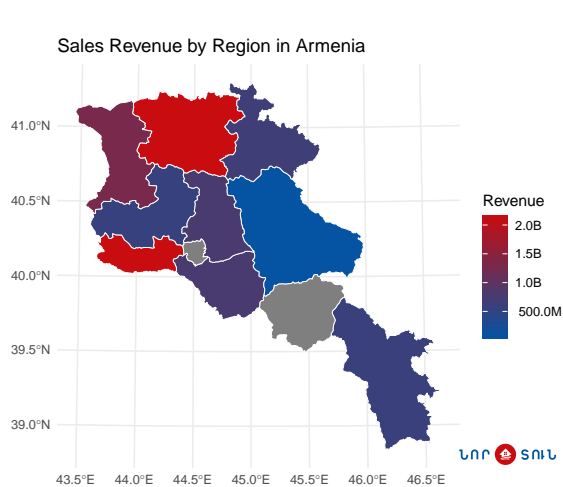 Sales Revenue by Region in Armenia
41.0°N
40.5°N
40.0°N
39.5°N
39.0°N
43.5°E 44.0°E 44.5°E 45.0°E 45.5°E 46.0°E 46.5°E
Revenue
2.0B
1.5B
1.0B
500.0M
ՆՈՐ ՏՈՒՆ